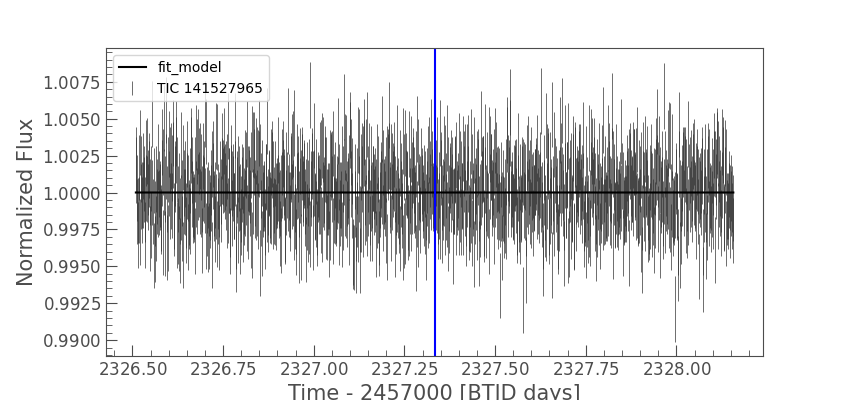 fit_model
TIC 141527965
1.0075
1.0050
1.0025
1.0000
0.9975
0.9950
0.9925
0.9900
Normalized Flux
2326.50 2326.75 2327.00 2327.25 2327.50 2327.75 2328.00
Time - 2457000 [BTJD days]